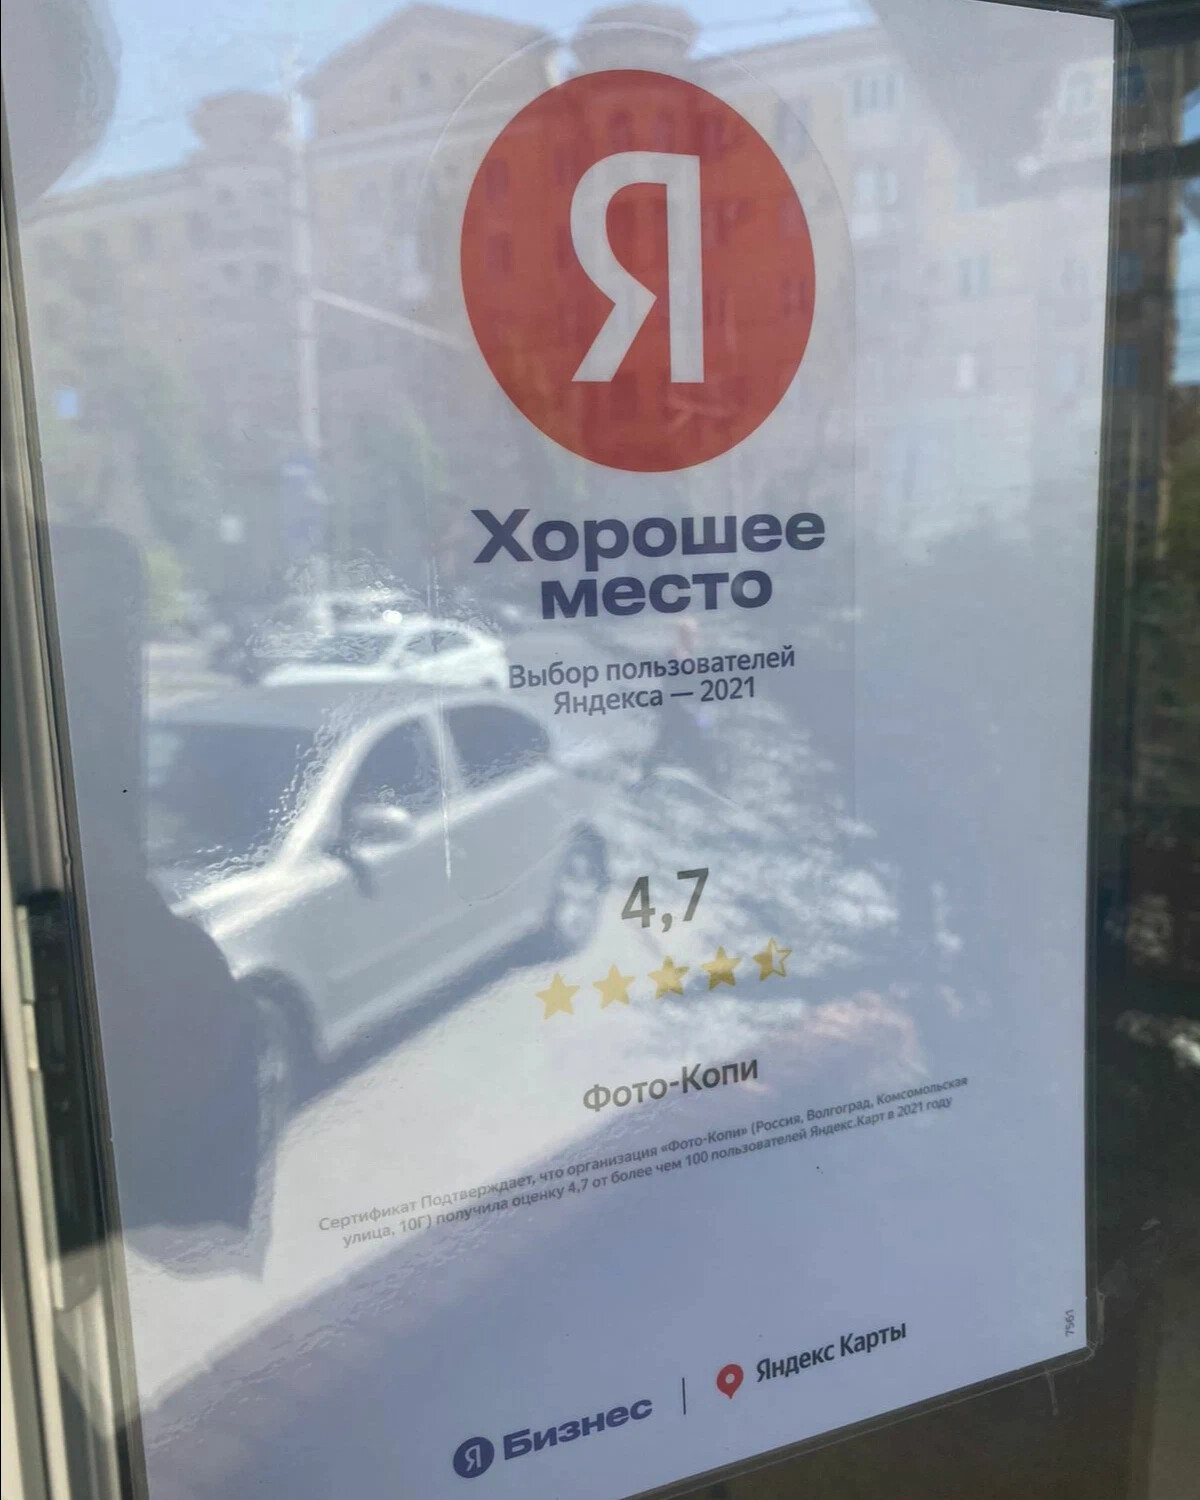 Я
Хорошее
место
Выбор пользователей
Яндекса — 2021
4,7
Фото-Копи
Сертификат Подтверждает, что организация «Фото-Копи» (Россия, Волгоград, Комсомольская
улица, 10Г) получила оценку 4,7 от более чем 100 пользователей Яндекс.Карт в 2021 году
7561
Я Бизнес | Яндекс Карты